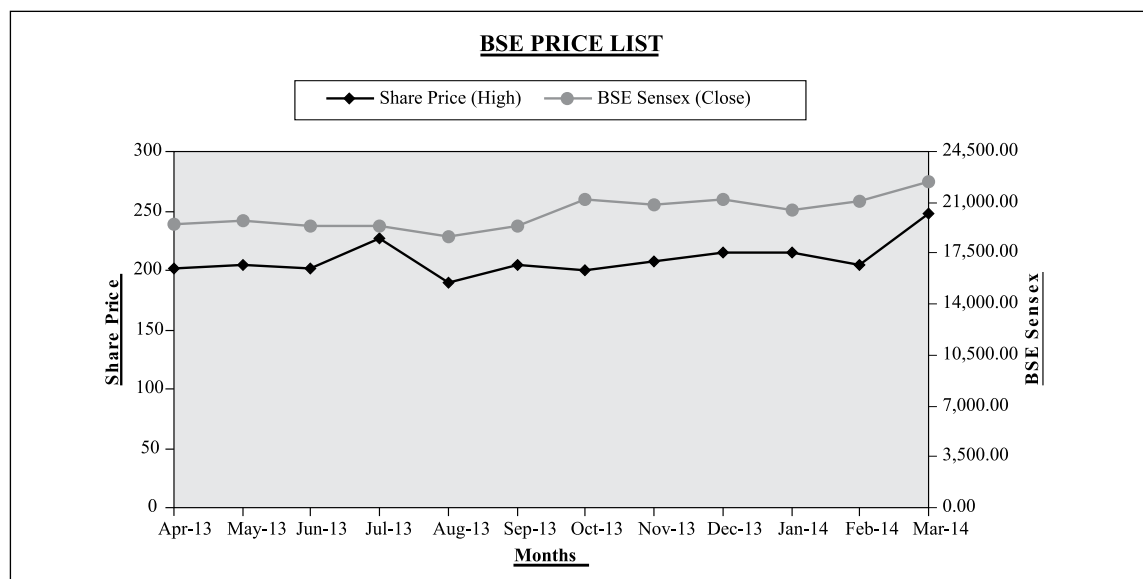 BSE PRICE LIST
Share Price (High) BSE Sensex (Close)
300
250
200
150
100
50
0
Share Price
24,500.00
21,000.00
17,500.00
14,000.00
10,500.00
7,000.00
3,500.00
0.00
BSE Sensex
Apr-13 May-13 Jun-13 Jul-13 Aug-13 Sep-13 Oct-13 Nov-13 Dec-13 Jan-14 Feb-14 Mar-14
Months